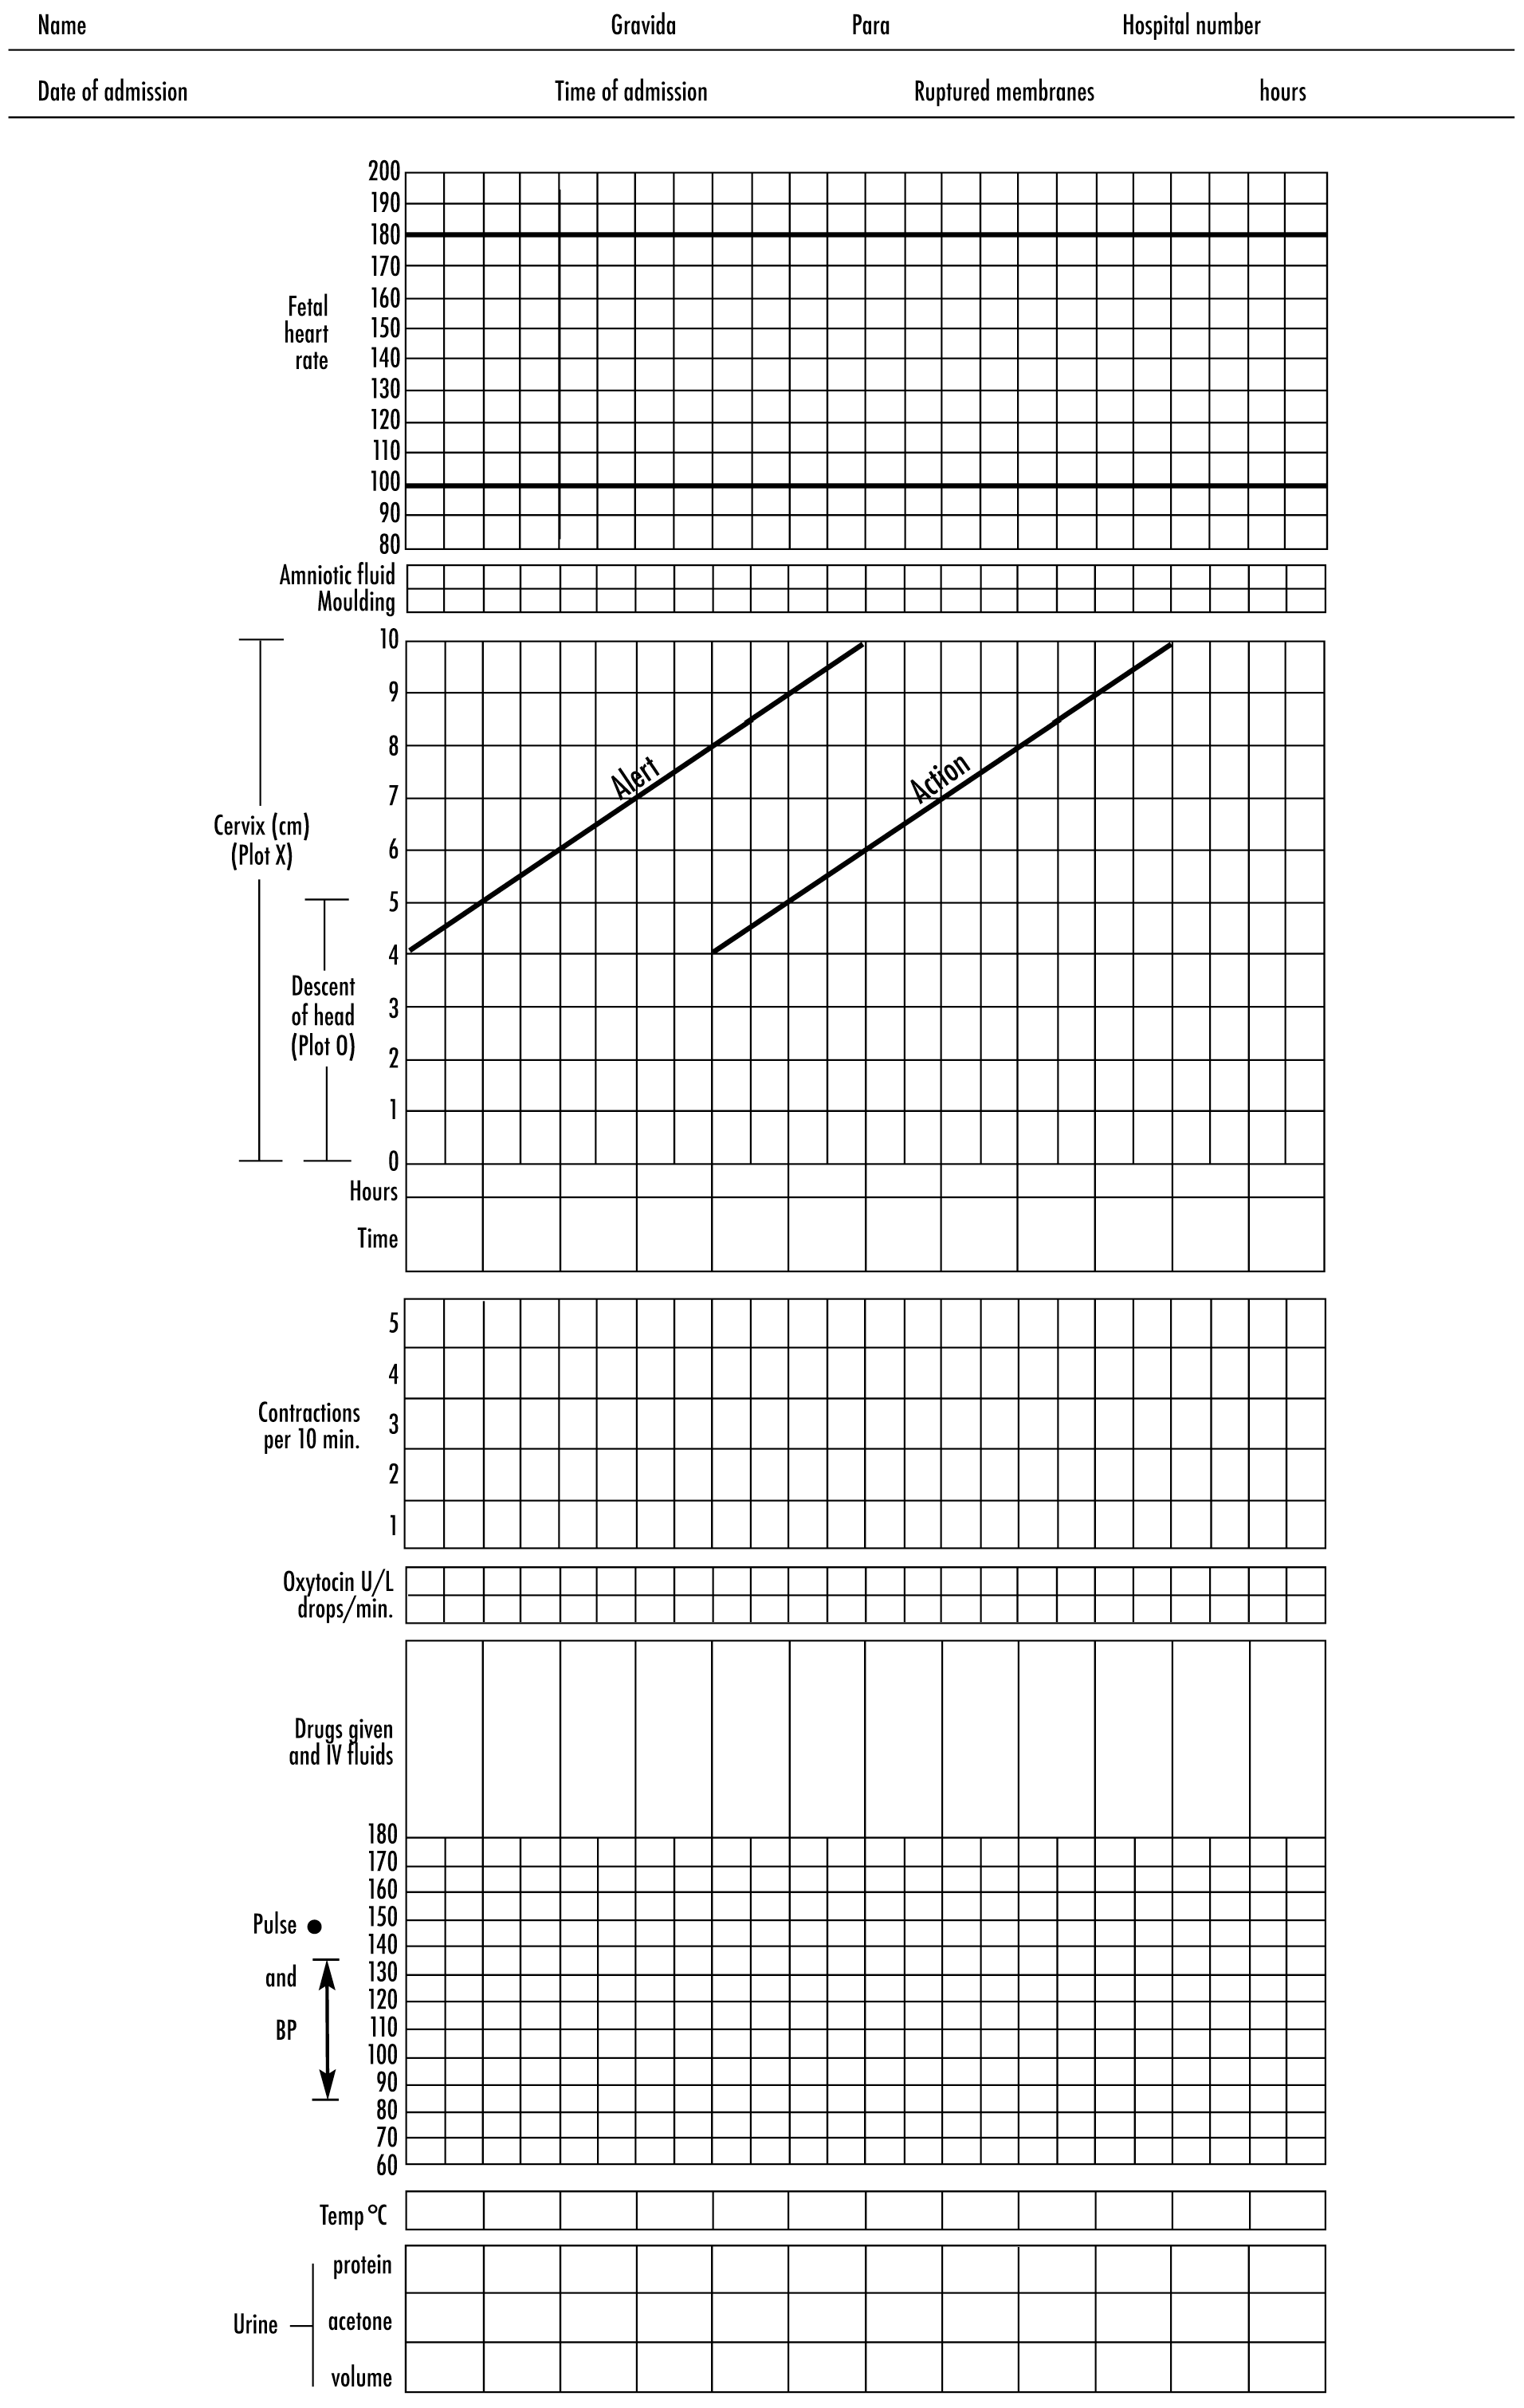 Name Gravida Para Hospital number
Date of admission Time of admission Ruptured membranes hours
200
190
180
170
160
Fetal
heart
rate
150
140
130
120
110
100
90
80
Amniotic fluid
Moulding
10
9
8
7
6
5
4
3
2
1
0
Alert
Action
Cervix (cm)
(Plot X)
Descent
of head
(Plot O)
Hours
Time
5
4
3
2
1
Contractions
per 10 min.
Oxytocin U/L
drops/min.
Drugs given
and IV fluids
180
170
160
150
140
130
120
110
100
90
80
70
60
Pulse
and
BP
Temp °C
Urine
protein
acetone
volume